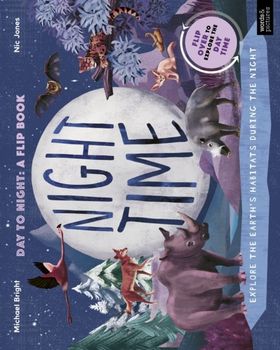 Michael Bright
Nic Jones
DAY TO NIGHT: A FLIP BOOK
NIGHT
TIME
FLIP
OVER TO
EXPLORE THE
DAY
TIME
EXPLORE THE EARTH'S HABITATS DURING THE NIGHT
words & pictures